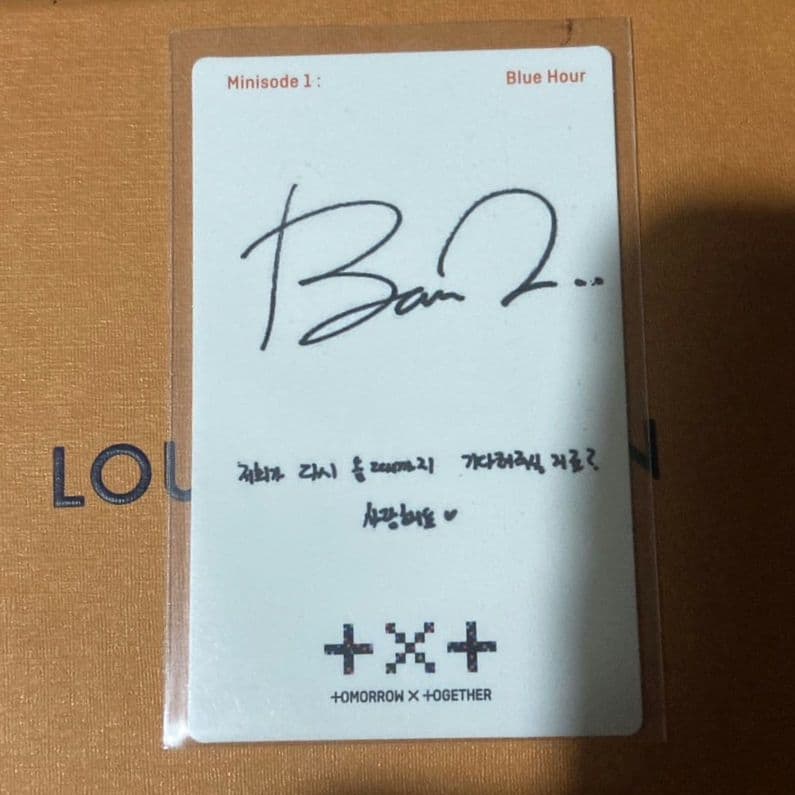 Minisode 1 : Blue Hour
저희가 다시 올 때까지 기다려주실 거죠?
사랑해요 ♥
TOMORROW X TOGETHER
LOU N